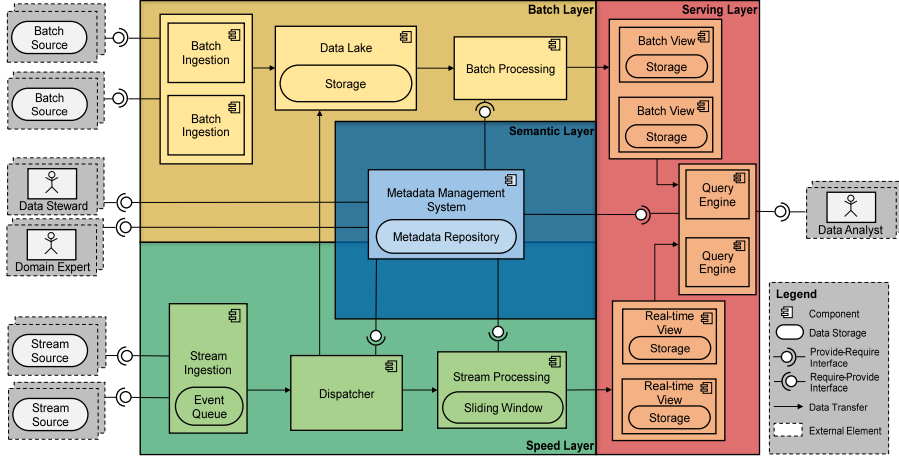 Batch Layer
Serving Layer
Batch
Source
Batch
Ingestion
Data Lake
Storage
Batch Processing
Batch View
Storage
Batch
Source
Batch
Ingestion
Batch View
Storage
Semantic Layer
Data Steward
Metadata Management
System
Metadata Repository
Query
Engine
Data Analyst
Domain Expert
Query
Engine
Stream
Source
Stream
Ingestion
Event
Queue
Dispatcher
Stream Processing
Sliding Window
Real-time
View
Storage
Stream
Source
Real-time
View
Storage
Speed Layer
Legend
Component
Data Storage
Provide-Require
Interface
Require-Provide
Interface
Data Transfer
External Element